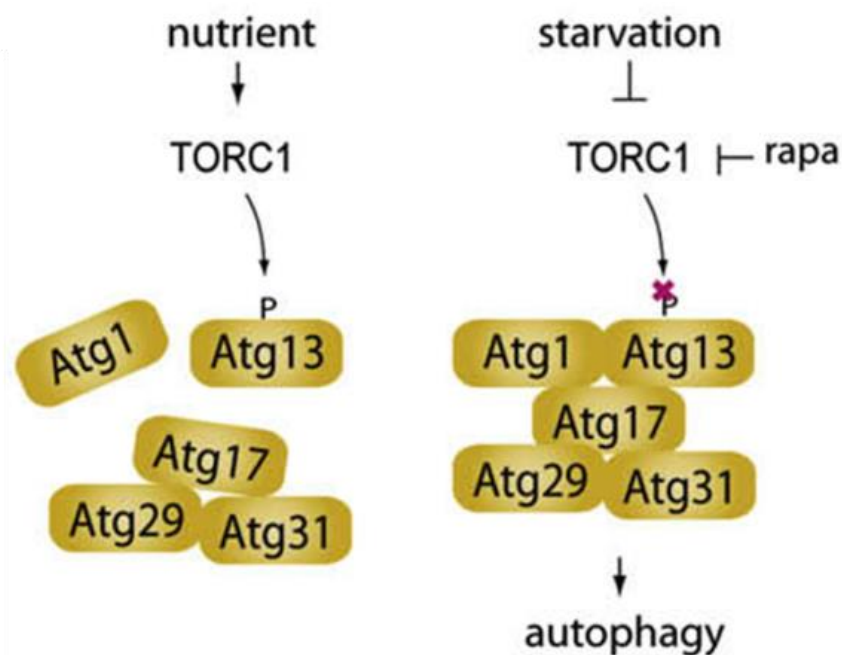 nutrient
TORC1
P
Atg1
Atg13
Atg17
Atg29
Atg31
starvation
TORC1
rapa
P
Atg1
Atg13
Atg17
Atg29
Atg31
autophagy